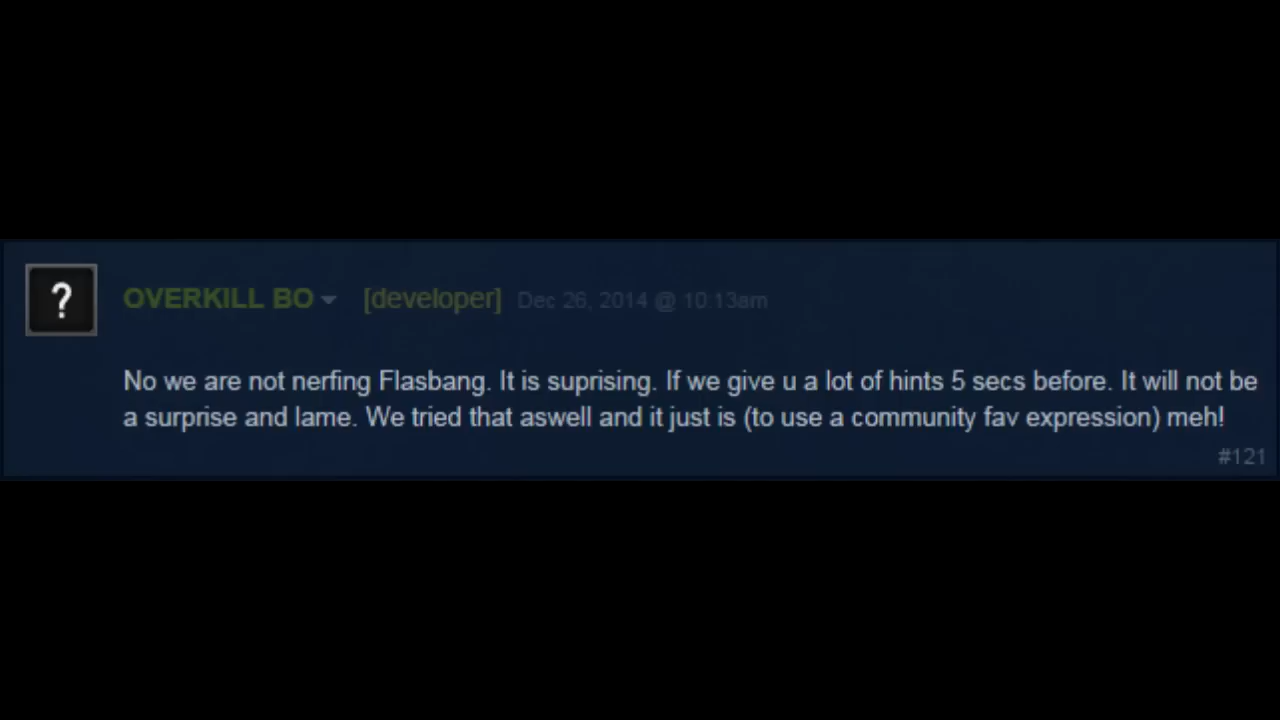 ?
OVERKILL BO [developer] Dec 26, 2014 @ 10:13am
No we are not nerfing Flasbang. It is suprising. If we give u a lot of hints 5 secs before. It will not be
a surprise and lame. We tried that aswell and it just is (to use a community fav expression) meh!
#121